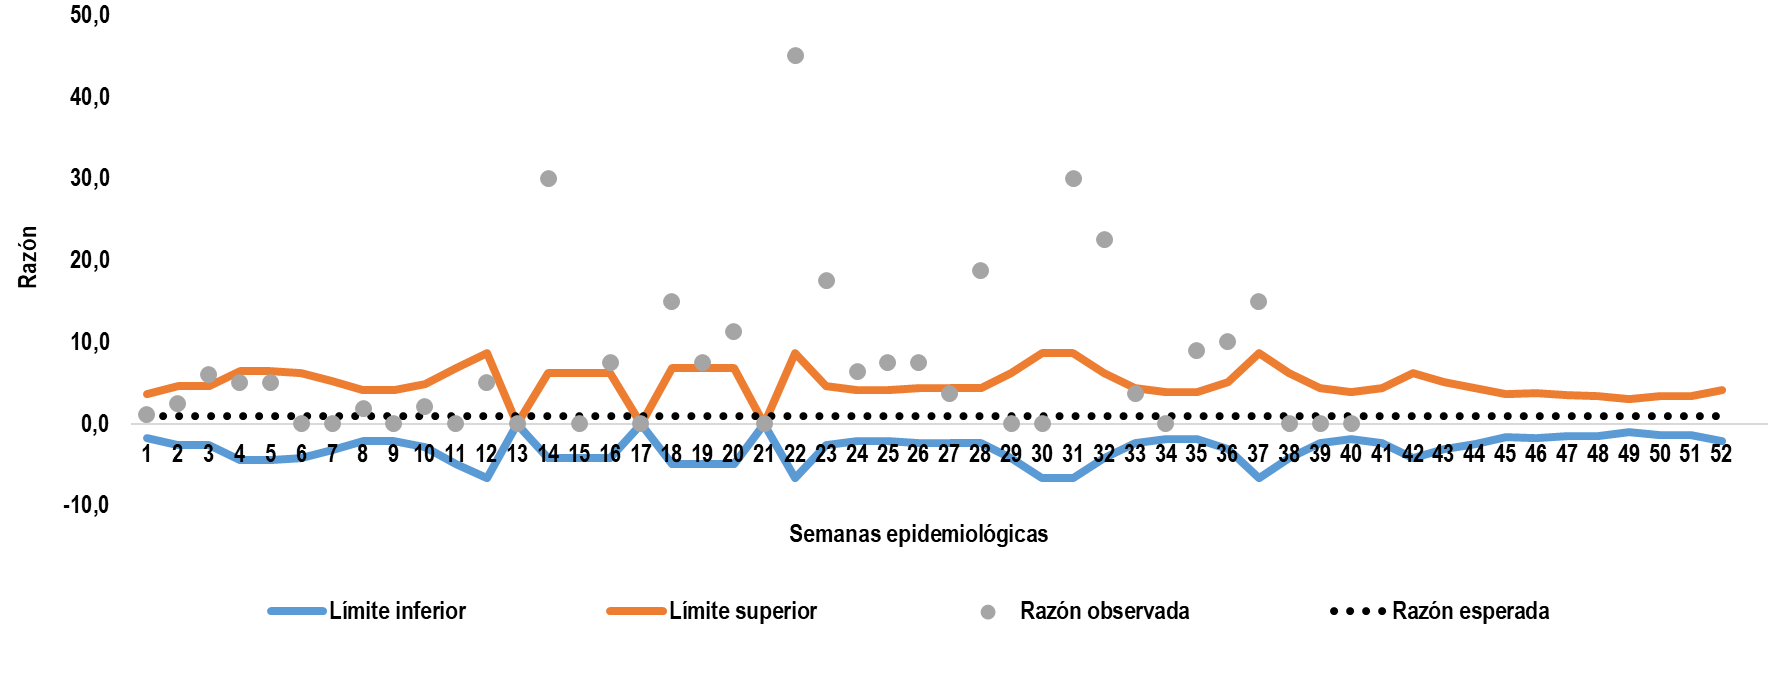 50,0
40,0
30,0
20,0
10,0
0,0
-10,0
Razón
1 2 3 4 5 6 7 8 9 10 11 12 13 14 15 16 17 18 19 20 21 22 23 24 25 26 27 28 29 30 31 32 33 34 35 36 37 38 39 40 41 42 43 44 45 46 47 48 49 50 51 52
Semanas epidemiológicas
Límite inferior Límite superior Razón observada Razón esperada